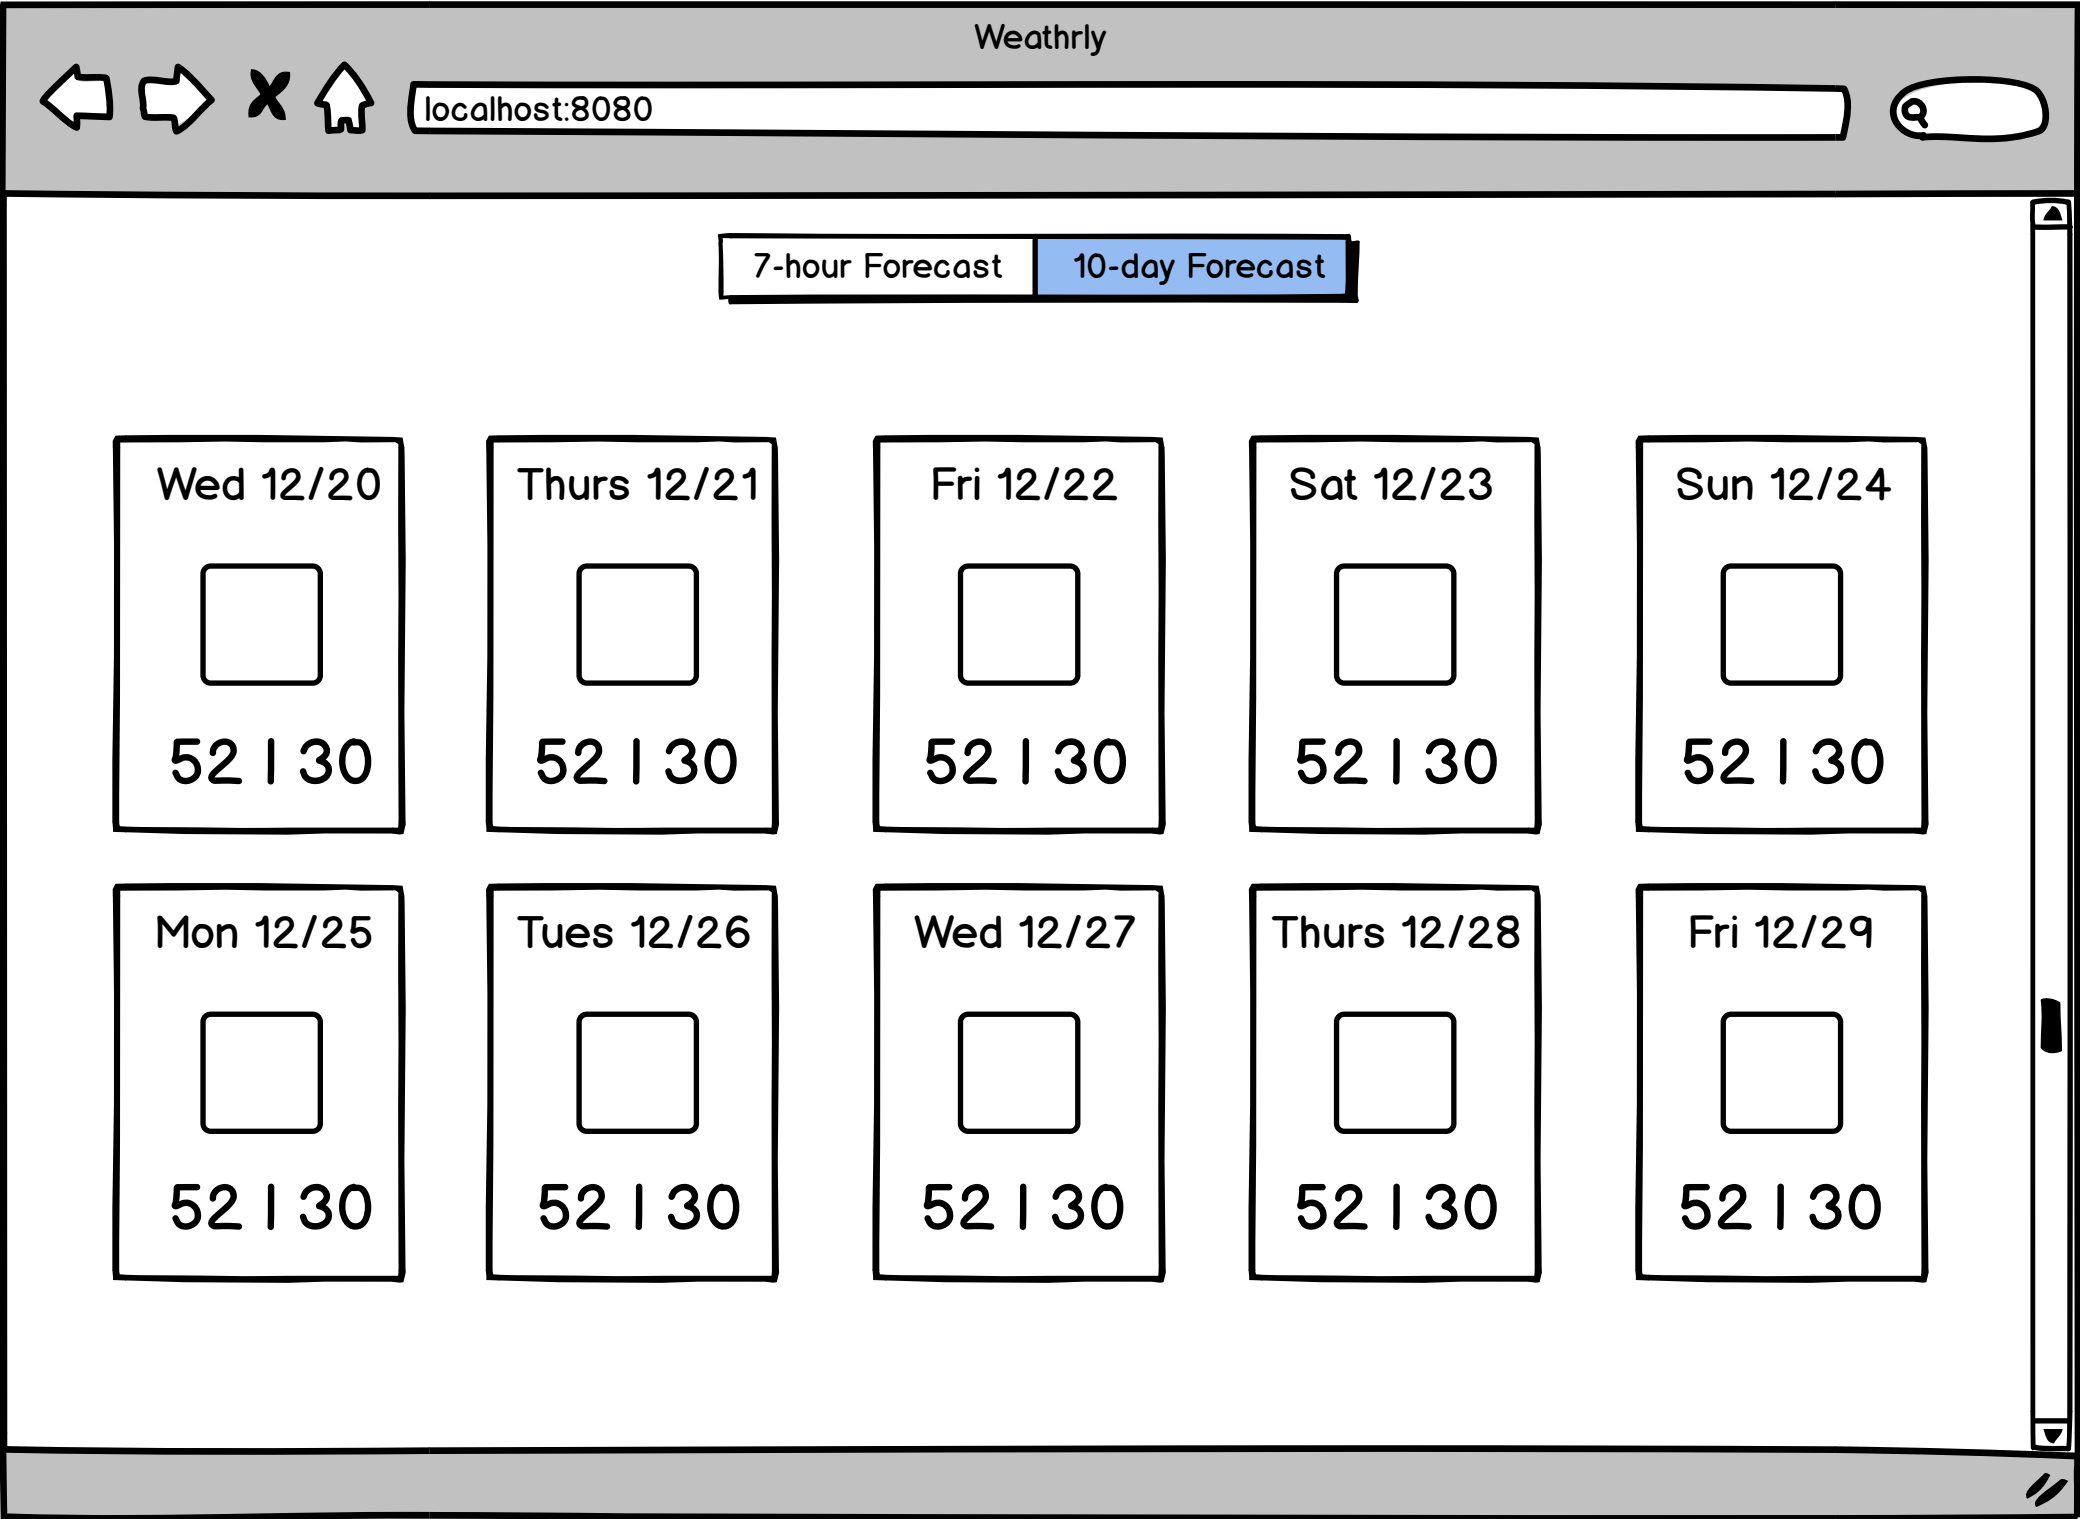 Weathrly
localhost:8080
7-hour Forecast 10-day Forecast
Wed 12/20 Thurs 12/21 Fri 12/22 Sat 12/23 Sun 12/24
52 | 30 52 | 30 52 | 30 52 | 30 52 | 30
Mon 12/25 Tues 12/26 Wed 12/27 Thurs 12/28 Fri 12/29
52 | 30 52 | 30 52 | 30 52 | 30 52 | 30